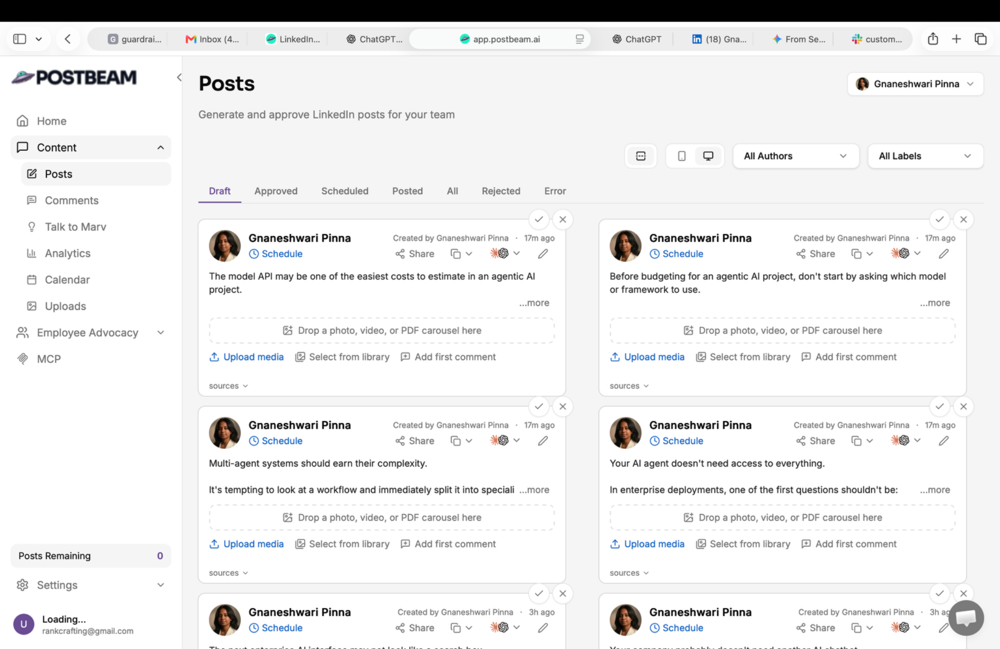 guardrai...
Inbox (4...
LinkedIn...
ChatGPT...
app.postbeam.ai
ChatGPT
(18) Gna...
From Se...
custom...
POSTBEAM
Home
Content
Posts
Comments
Talk to Marv
Analytics
Calendar
Uploads
Employee Advocacy
MCP
Posts Remaining 0
Settings
U
Loading...
rankcrafting@gmail.com
Posts
Gnaneshwari Pinna
Generate and approve LinkedIn posts for your team
All Authors
All Labels
Draft Approved Scheduled Posted All Rejected Error
Gnaneshwari Pinna
Created by Gnaneshwari Pinna · 17m ago
Schedule
Share
The model API may be one of the easiest costs to estimate in an agentic AI
project.
...more
Drop a photo, video, or PDF carousel here
Upload media Select from library Add first comment
sources
Gnaneshwari Pinna
Created by Gnaneshwari Pinna · 17m ago
Schedule
Share
Before budgeting for an agentic AI project, don't start by asking which model
or framework to use.
...more
Drop a photo, video, or PDF carousel here
Upload media Select from library Add first comment
sources
Gnaneshwari Pinna
Created by Gnaneshwari Pinna · 17m ago
Schedule
Share
Multi-agent systems should earn their complexity.
It's tempting to look at a workflow and immediately split it into speciali ...more
Drop a photo, video, or PDF carousel here
Upload media Select from library Add first comment
sources
Gnaneshwari Pinna
Created by Gnaneshwari Pinna · 17m ago
Schedule
Share
Your AI agent doesn't need access to everything.
In enterprise deployments, one of the first questions shouldn't be: ...more
Drop a photo, video, or PDF carousel here
Upload media Select from library Add first comment
sources
Gnaneshwari Pinna
Created by Gnaneshwari Pinna · 3h ago
Schedule
Share
Gnaneshwari Pinna
Created by Gnaneshwari Pinna · 3h ag
Schedule
Share